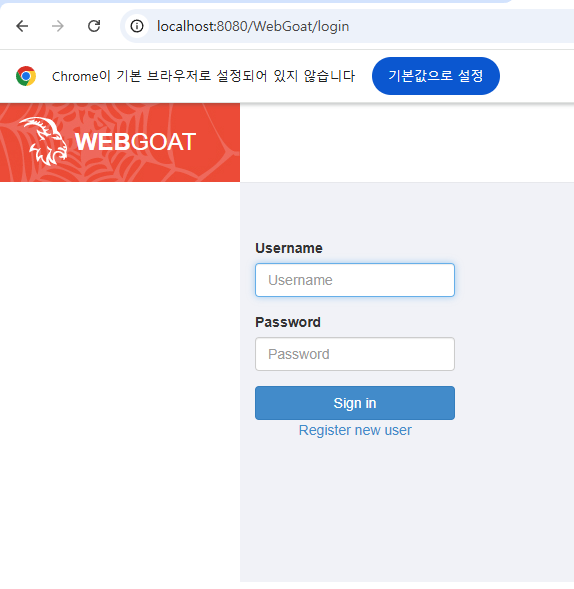 localhost:8080/WebGoat/login
Chrome이 기본 브라우저로 설정되어 있지 않습니다 기본값으로 설정
WEBGOAT
Username
Username
Password
Password
Sign in
Register new user